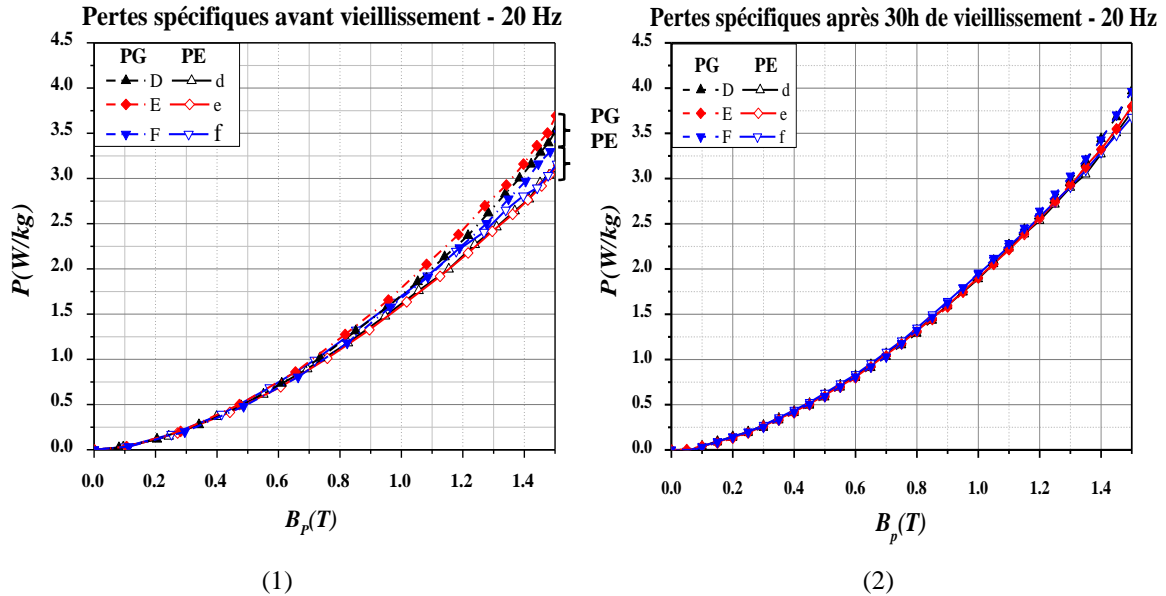 Pertes spécifiques avant vieillissement - 20 Hz
4.5
4.0
3.5
3.0
2.5
2.0
1.5
1.0
0.5
0.0
P(W/kg)
PG PE
D d
E e
F f
PG
PE
0.0 0.2 0.4 0.6 0.8 1.0 1.2 1.4
B_P(T)
(1)
Pertes spécifiques après 30h de vieillissement - 20 Hz
4.5
4.0
3.5
3.0
2.5
2.0
1.5
1.0
0.5
0.0
P(W/kg)
PG PE
D d
E e
F f
0.0 0.2 0.4 0.6 0.8 1.0 1.2 1.4
B_p(T)
(2)